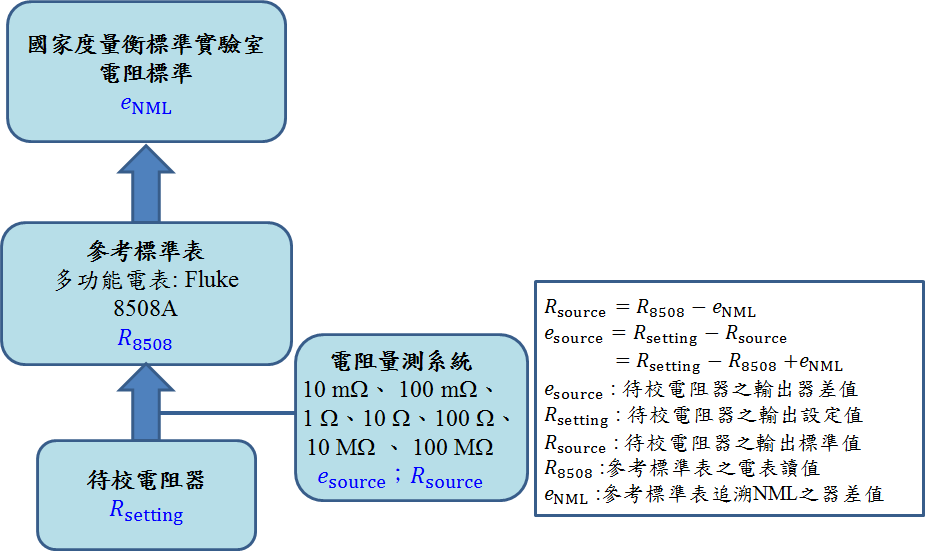 國家度量衡標準實驗室
電阻標準
eNML
參考標準表
多功能電表: Fluke
8508A
R8508
電阻量測系統
10 mΩ、 100 mΩ、
1 Ω、10 Ω、100 Ω、
10 MΩ 、 100 MΩ
esource；Rsource
待校電阻器
Rsetting
Rsource = R8508 − eNML
esource = Rsetting − Rsource
= Rsetting − R8508 +eNML
esource : 待校電阻器之輸出器差值
Rsetting : 待校電阻器之輸出設定值
Rsource : 待校電阻器之輸出標準值
R8508 :參考標準表之電表讀值
eNML :參考標準表追溯NML之器差值